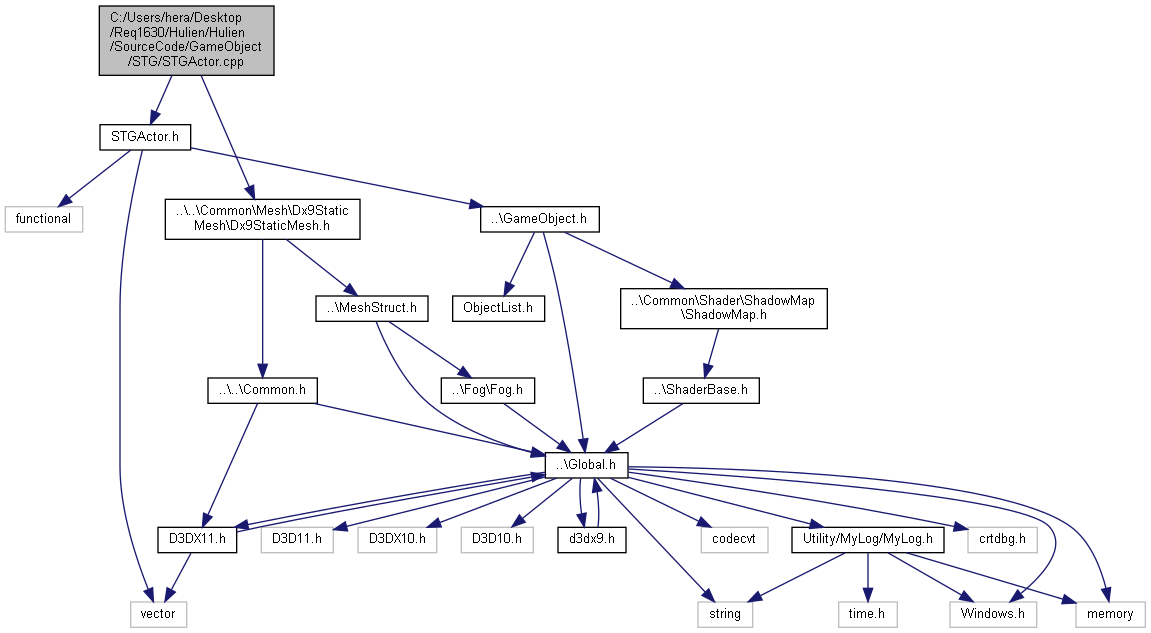 C:/Users/hera/Desktop
/Req1630/Hulien/Hulien
/SourceCode/GameObject
/STG/STGActor.cpp
STGActor.h
functional
..\..\Common\Mesh\Dx9Static
Mesh\Dx9StaticMesh.h
..\GameObject.h
..\MeshStruct.h
ObjectList.h
..\Common\Shader\ShadowMap
\ShadowMap.h
..\..\Common.h
..\Fog\Fog.h
..\ShaderBase.h
..\Global.h
D3DX11.h
D3D11.h
D3DX10.h
D3D10.h
d3dx9.h
codecvt
Utility/MyLog/MyLog.h
crtdbg.h
vector
string
time.h
Windows.h
memory